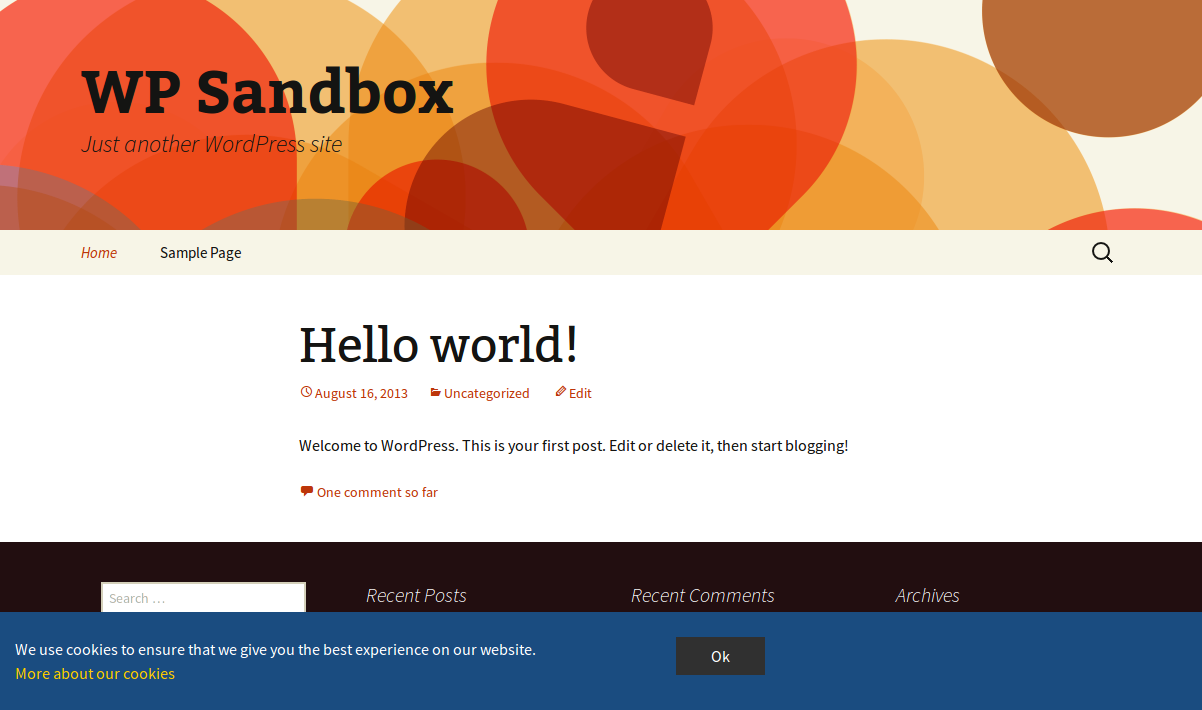 WP Sandbox
Just another WordPress site
Home Sample Page
Hello world!
August 16, 2013 Uncategorized Edit
Welcome to WordPress. This is your first post. Edit or delete it, then start blogging!
One comment so far
Search …
Recent Posts
Recent Comments
Archives
We use cookies to ensure that we give you the best experience on our website.
More about our cookies
Ok